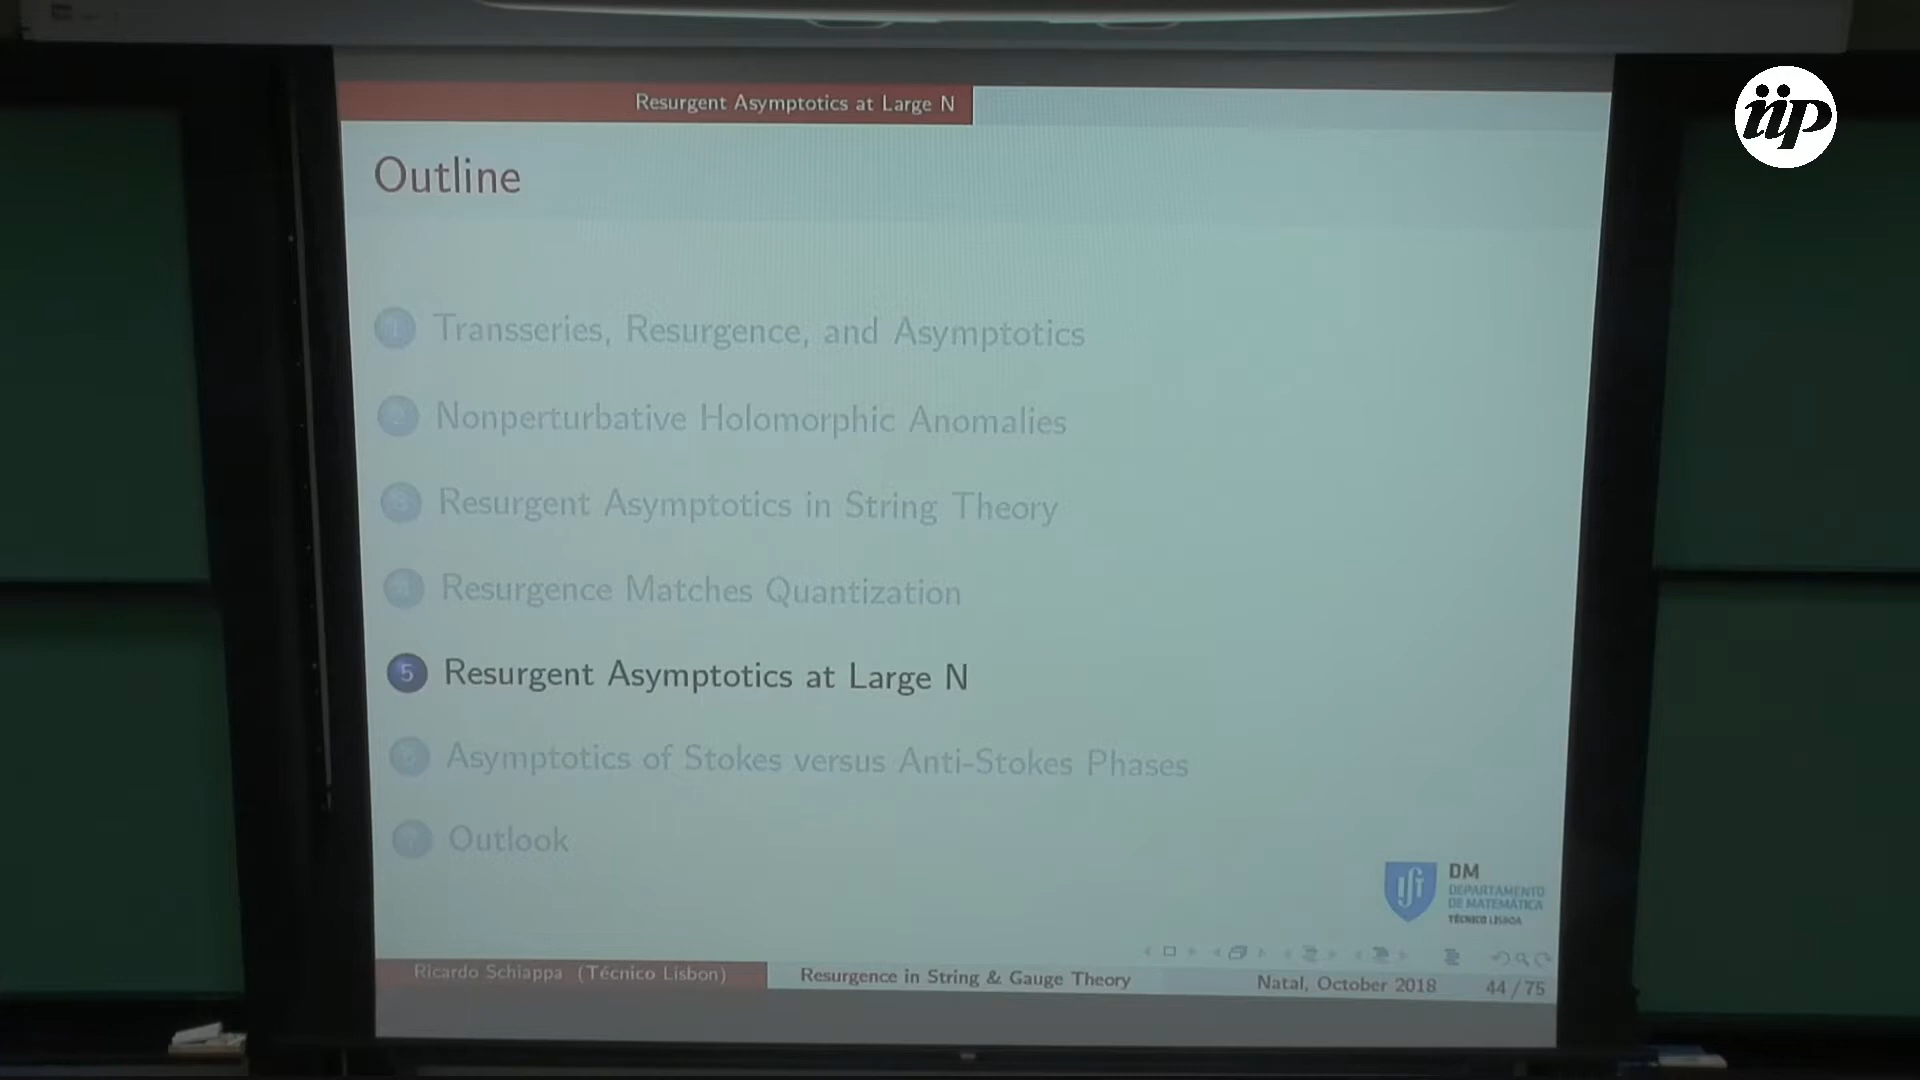 iip
Resurgent Asymptotics at Large N
Outline
1 Transseries, Resurgence, and Asymptotics
2 Nonperturbative Holomorphic Anomalies
3 Resurgent Asymptotics in String Theory
4 Resurgence Matches Quantization
5 Resurgent Asymptotics at Large N
6 Asymptotics of Stokes versus Anti-Stokes Phases
7 Outlook
DM
DEPARTAMENTO
DE MATEMÁTICA
TÉCNICO LISBOA
Ricardo Schiappa (Técnico Lisbon) Resurgence in String & Gauge Theory Natal, October 2018 44 / 75